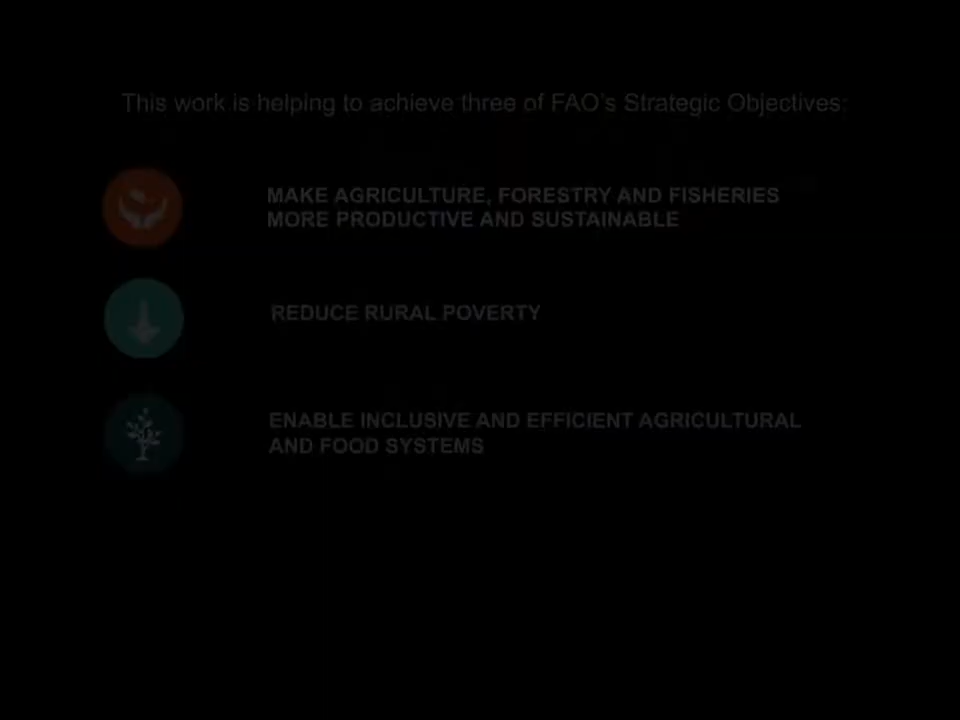 This work is helping to achieve three of FAO's Strategic Objectives:
MAKE AGRICULTURE, FORESTRY AND FISHERIES
MORE PRODUCTIVE AND SUSTAINABLE
REDUCE RURAL POVERTY
ENABLE INCLUSIVE AND EFFICIENT AGRICULTURAL
AND FOOD SYSTEMS